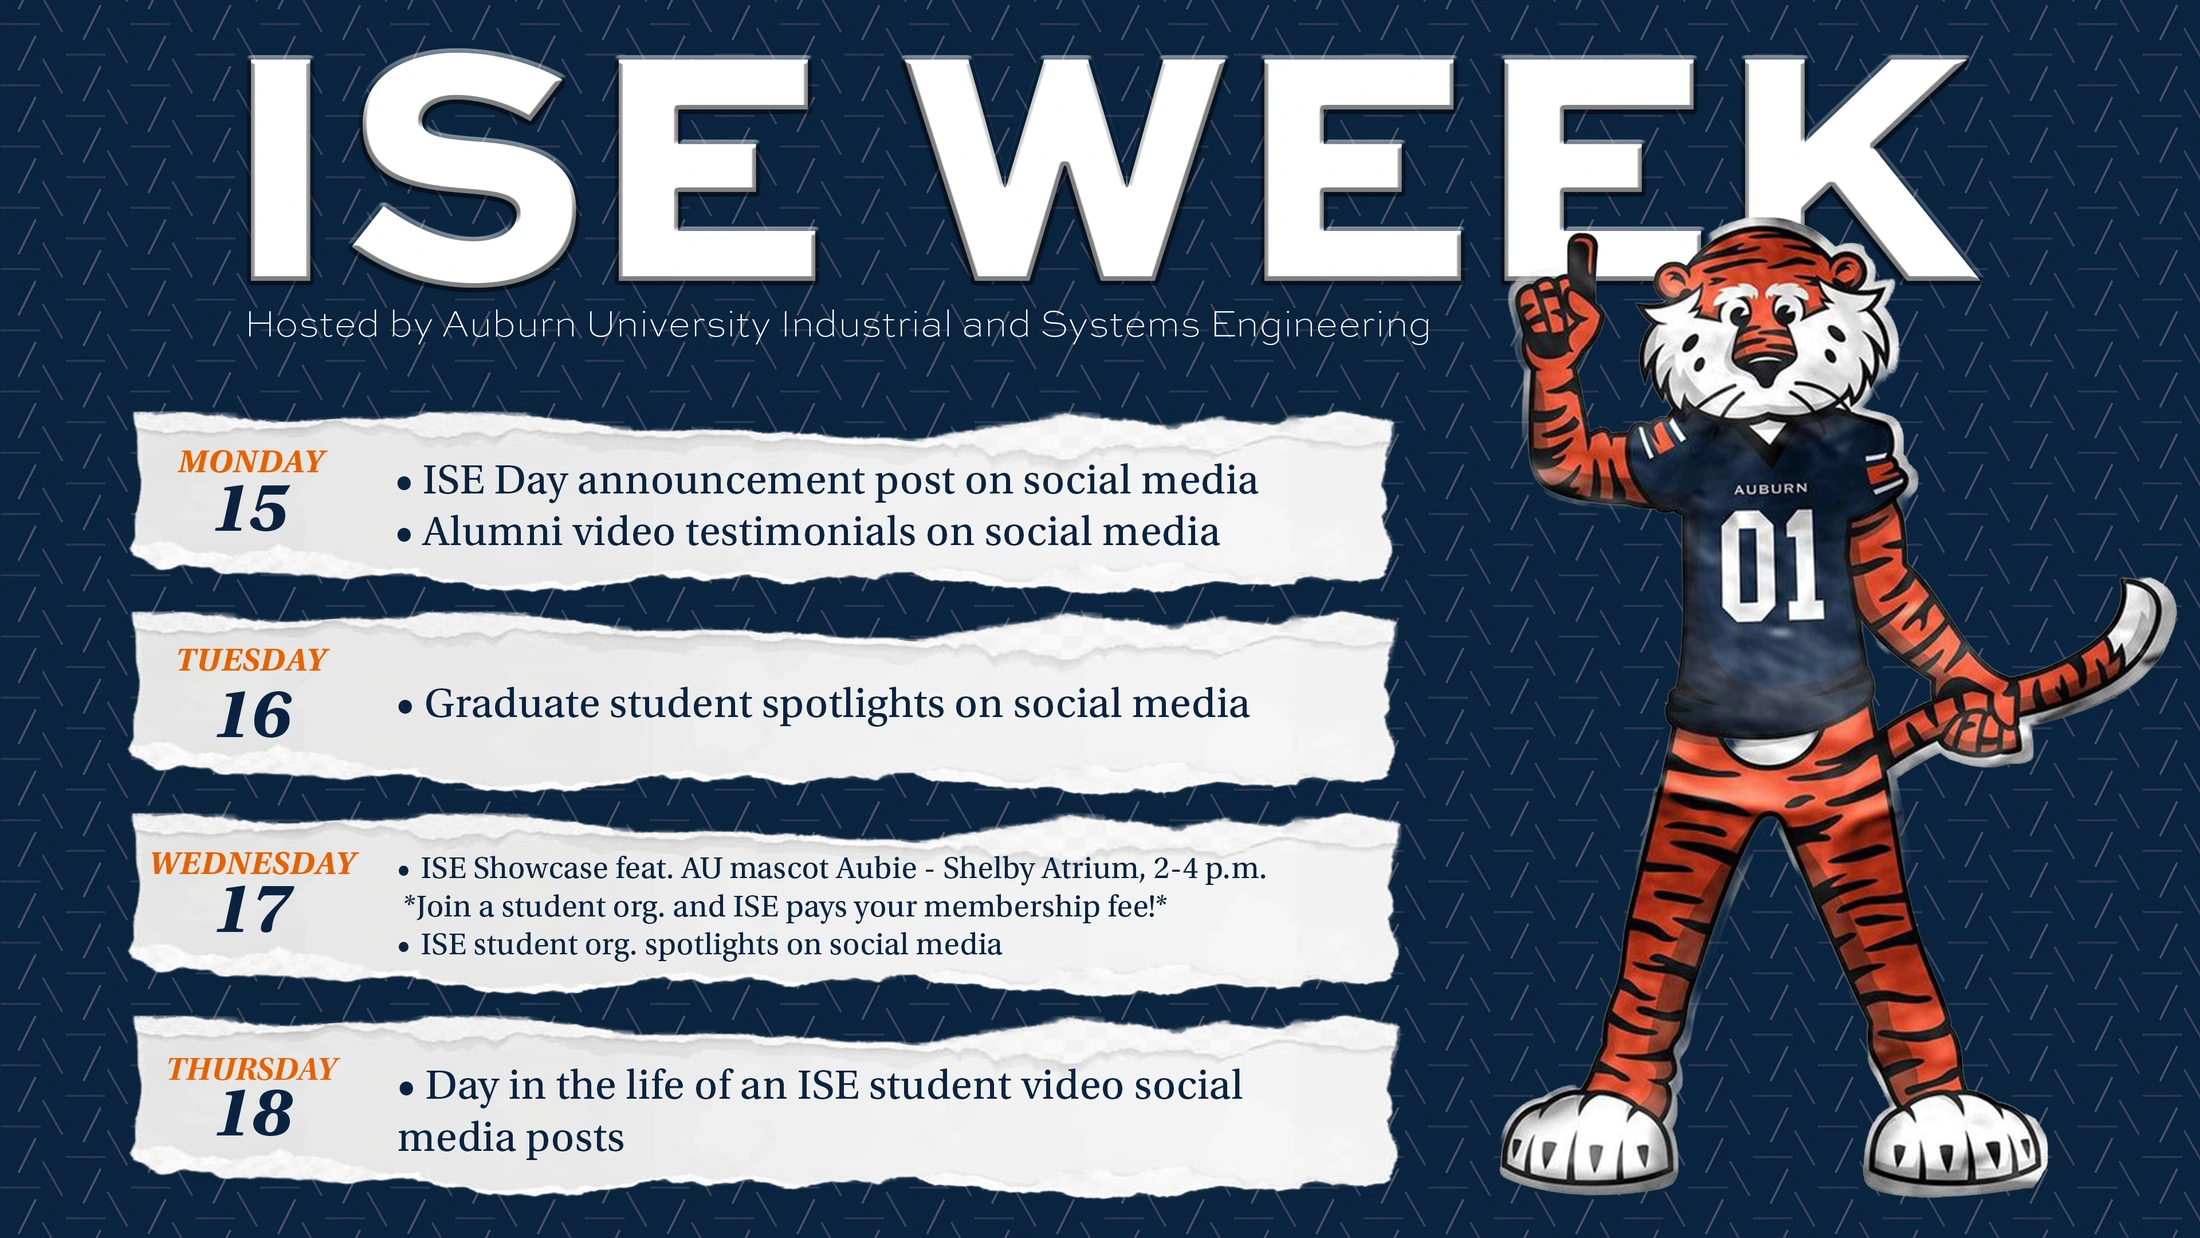 ISE WEEK
Hosted by Auburn University Industrial and Systems Engineering
MONDAY
15
• ISE Day announcement post on social media
• Alumni video testimonials on social media
TUESDAY
16
• Graduate student spotlights on social media
WEDNESDAY
17
• ISE Showcase feat. AU mascot Aubie - Shelby Atrium, 2-4 p.m.
*Join a student org. and ISE pays your membership fee!*
• ISE student org. spotlights on social media
THURSDAY
18
• Day in the life of an ISE student video social
media posts
AUBURN
01